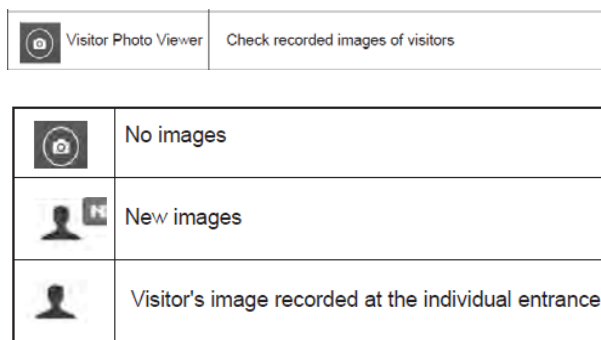 Visitor Photo Viewer Check recorded images of visitors
No images
New images
Visitor's image recorded at the individual entrance